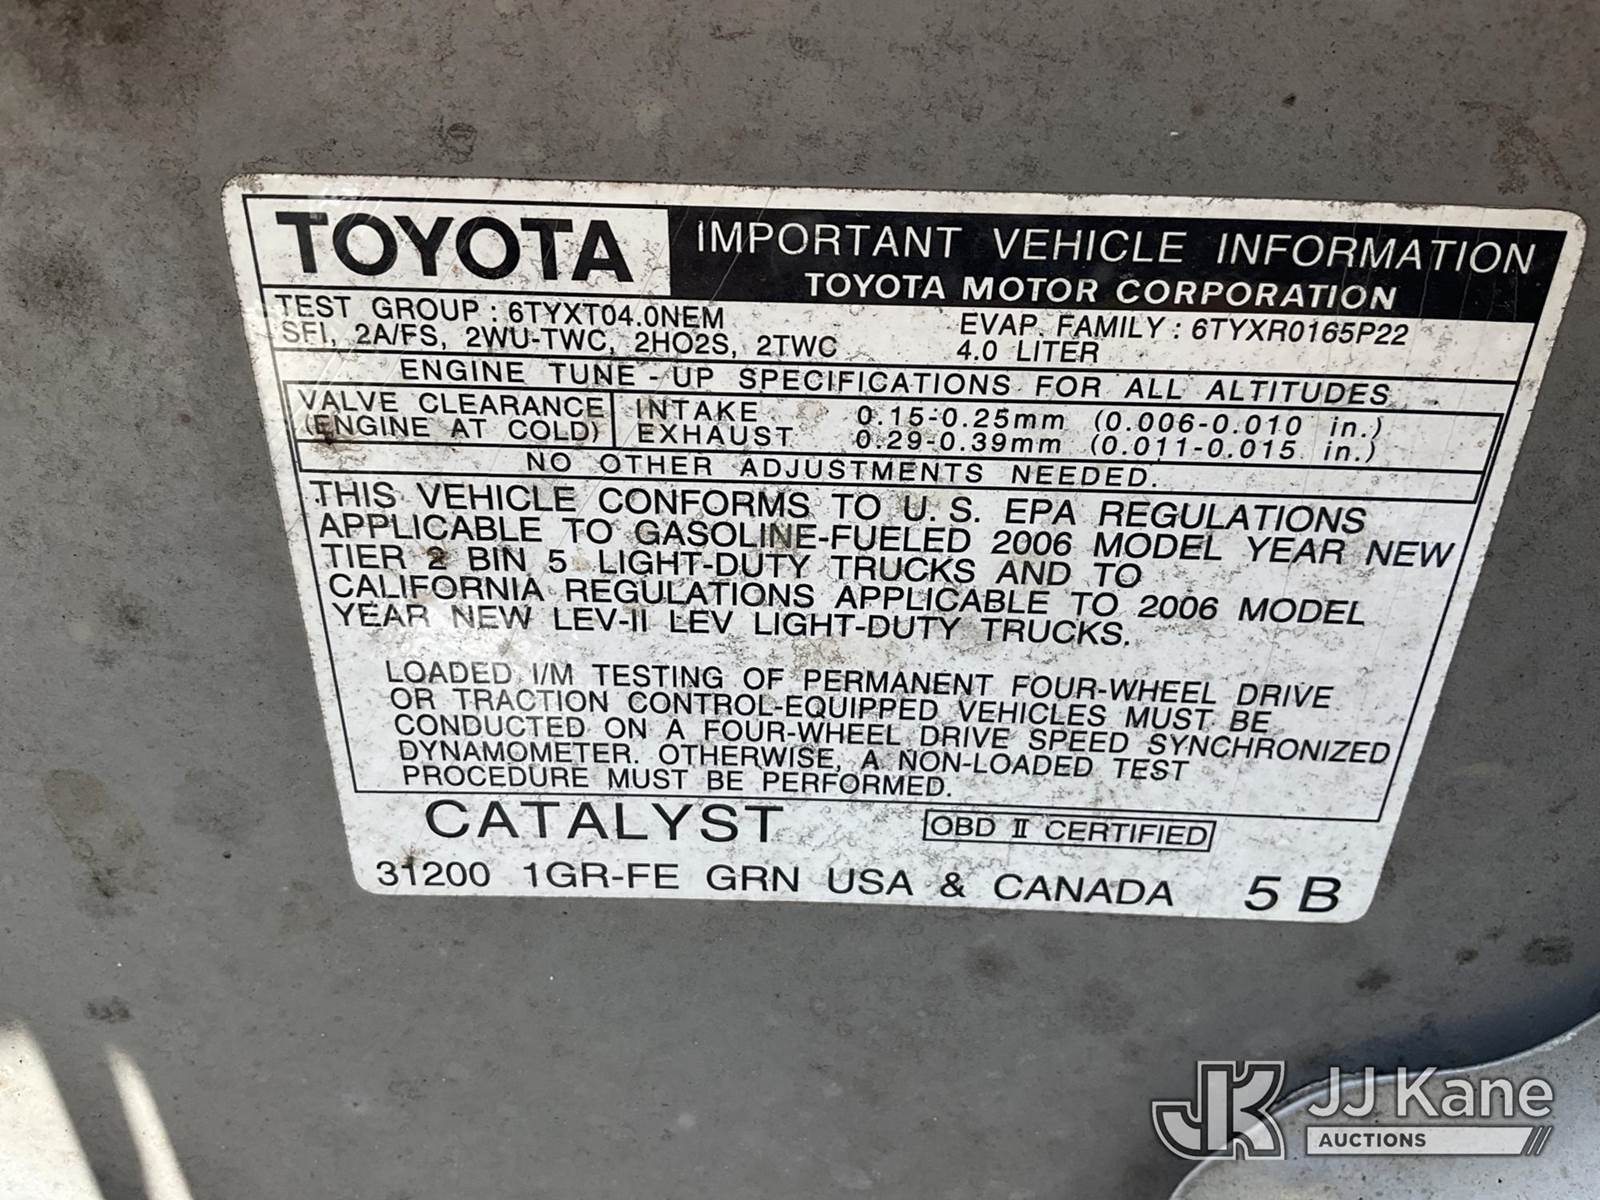 TOYOTA IMPORTANT VEHICLE INFORMATION
TOYOTA MOTOR CORPORATION
TEST GROUP : 6TYXT04.0NEM EVAP. FAMILY : 6TYXR0165P22
SFI, 2A/FS, 2WU-TWC, 2HO2S, 2TWC 4.0 LITER
ENGINE TUNE - UP SPECIFICATIONS FOR ALL ALTITUDES
VALVE CLEARANCE INTAKE 0.15-0.25mm (0.006-0.010 in.)
(ENGINE AT COLD) EXHAUST 0.29-0.39mm (0.011-0.015 in.)
NO OTHER ADJUSTMENTS NEEDED.
THIS VEHICLE CONFORMS TO U.S. EPA REGULATIONS
APPLICABLE TO GASOLINE-FUELED 2006 MODEL YEAR NEW
TIER 2 BIN 5 LIGHT-DUTY TRUCKS AND TO
CALIFORNIA REGULATIONS APPLICABLE TO 2006 MODEL
YEAR NEW LEV-II LEV LIGHT-DUTY TRUCKS.
LOADED I/M TESTING OF PERMANENT FOUR-WHEEL DRIVE
OR TRACTION CONTROL-EQUIPPED VEHICLES MUST BE
CONDUCTED ON A FOUR-WHEEL DRIVE SPEED SYNCHRONIZED
DYNAMOMETER. OTHERWISE, A NON-LOADED TEST
PROCEDURE MUST BE PERFORMED.
CATALYST OBD II CERTIFIED
31200 1GR-FE GRN USA & CANADA 5 B
JK JJ Kane
AUCTIONS